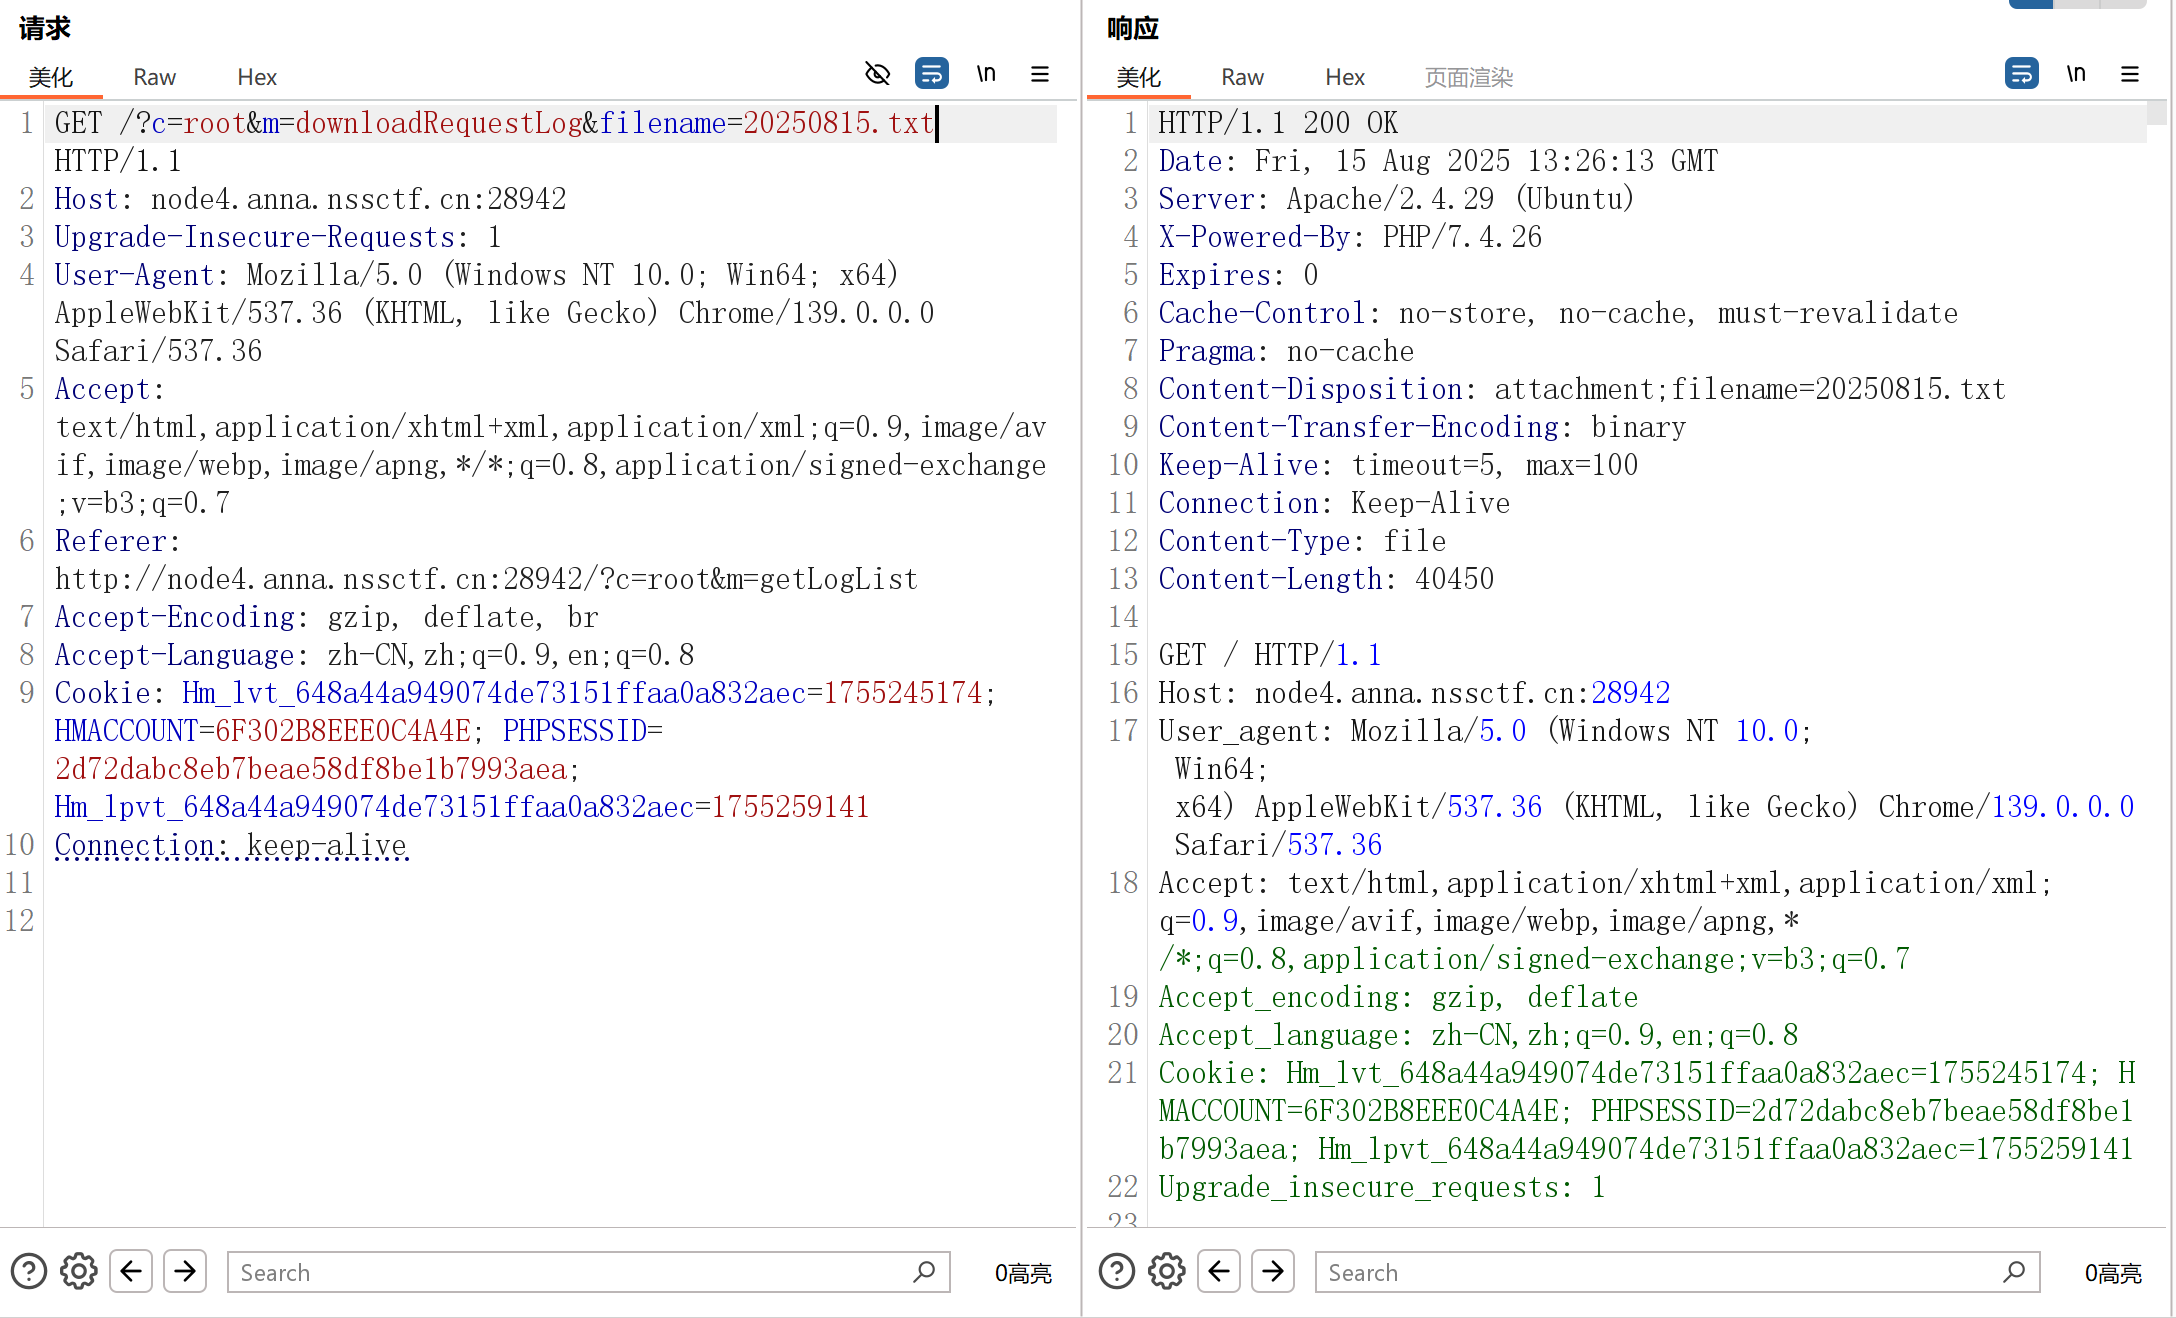 请求
美化 Raw Hex \n
1 GET /?c=root&m=downloadRequestLog&filename=20250815.txt
HTTP/1.1
2 Host: node4.anna.nssctf.cn:28942
3 Upgrade-Insecure-Requests: 1
4 User-Agent: Mozilla/5.0 (Windows NT 10.0; Win64; x64)
AppleWebKit/537.36 (KHTML, like Gecko) Chrome/139.0.0.0
Safari/537.36
5 Accept:
text/html,application/xhtml+xml,application/xml;q=0.9,image/av
if,image/webp,image/apng,*/*;q=0.8,application/signed-exchange
;v=b3;q=0.7
6 Referer:
http://node4.anna.nssctf.cn:28942/?c=root&m=getLogList
7 Accept-Encoding: gzip, deflate, br
8 Accept-Language: zh-CN,zh;q=0.9,en;q=0.8
9 Cookie: Hm_lvt_648a44a949074de73151ffaa0a832aec=1755245174;
HMACCOUNT=6F302B8EEE0C4A4E; PHPSESSID=
2d72dabc8eb7beae58df8be1b7993aea;
Hm_lpvt_648a44a949074de73151ffaa0a832aec=1755259141
10 Connection: keep-alive
11
12
Search 0高亮
响应
美化 Raw Hex 页面渲染 \n
1 HTTP/1.1 200 OK
2 Date: Fri, 15 Aug 2025 13:26:13 GMT
3 Server: Apache/2.4.29 (Ubuntu)
4 X-Powered-By: PHP/7.4.26
5 Expires: 0
6 Cache-Control: no-store, no-cache, must-revalidate
7 Pragma: no-cache
8 Content-Disposition: attachment;filename=20250815.txt
9 Content-Transfer-Encoding: binary
10 Keep-Alive: timeout=5, max=100
11 Connection: Keep-Alive
12 Content-Type: file
13 Content-Length: 40450
14
15 GET / HTTP/1.1
16 Host: node4.anna.nssctf.cn:28942
17 User_agent: Mozilla/5.0 (Windows NT 10.0;
Win64;
x64) AppleWebKit/537.36 (KHTML, like Gecko) Chrome/139.0.0.0
Safari/537.36
18 Accept: text/html,application/xhtml+xml,application/xml;
q=0.9,image/avif,image/webp,image/apng,*
/*;q=0.8,application/signed-exchange;v=b3;q=0.7
19 Accept_encoding: gzip, deflate
20 Accept_language: zh-CN,zh;q=0.9,en;q=0.8
21 Cookie: Hm_lvt_648a44a949074de73151ffaa0a832aec=1755245174; H
MACCOUNT=6F302B8EEE0C4A4E; PHPSESSID=2d72dabc8eb7beae58df8be1
b7993aea; Hm_lpvt_648a44a949074de73151ffaa0a832aec=1755259141
22 Upgrade_insecure_requests: 1
23
Search 0高亮